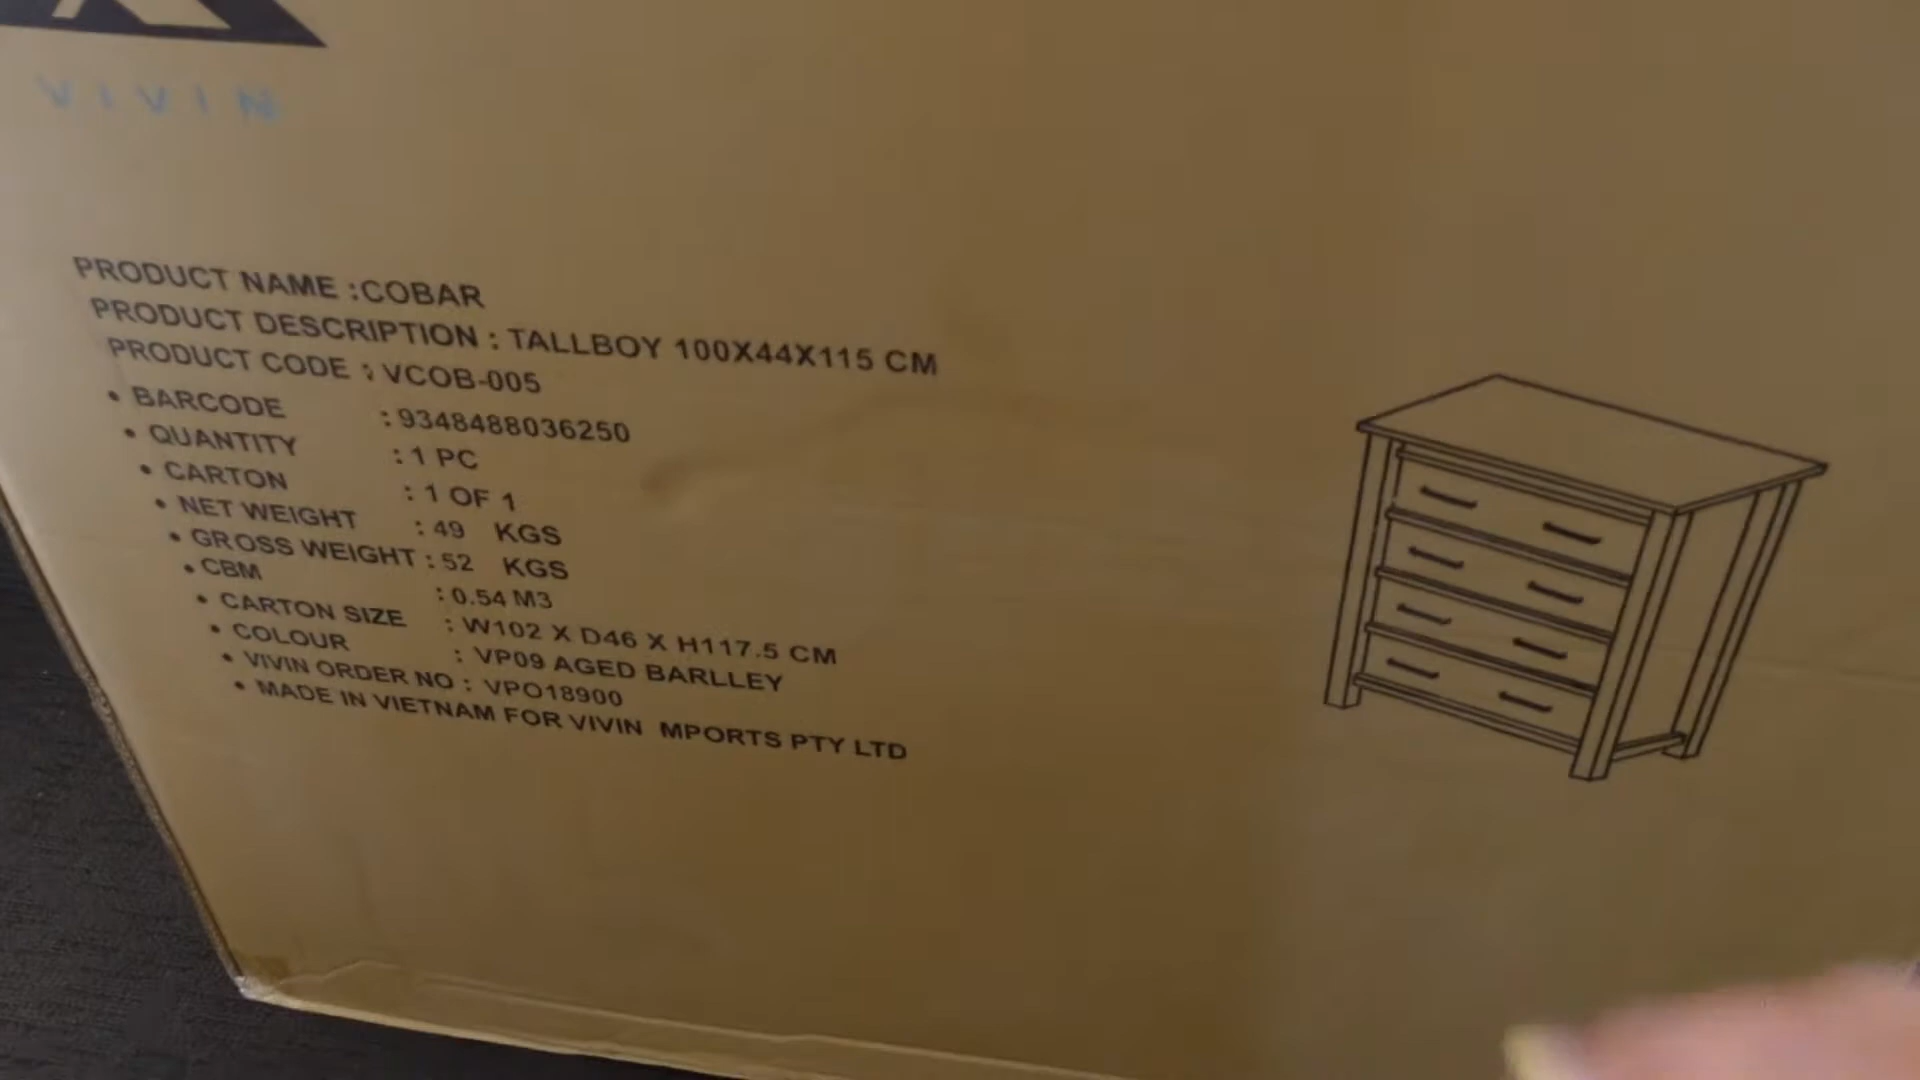 VIVIN
PRODUCT NAME :COBAR
PRODUCT DESCRIPTION : TALLBOY 100X44X115 CM
PRODUCT CODE : VCOB-005
• BARCODE : 9348488036250
• QUANTITY : 1 PC
• CARTON : 1 OF 1
• NET WEIGHT : 49 KGS
• GROSS WEIGHT : 52 KGS
• CBM : 0.54 M3
• CARTON SIZE : W102 X D46 X H117.5 CM
• COLOUR : VP09 AGED BARLLEY
• VIVIN ORDER NO : VPO18900
• MADE IN VIETNAM FOR VIVIN MPORTS PTY LTD